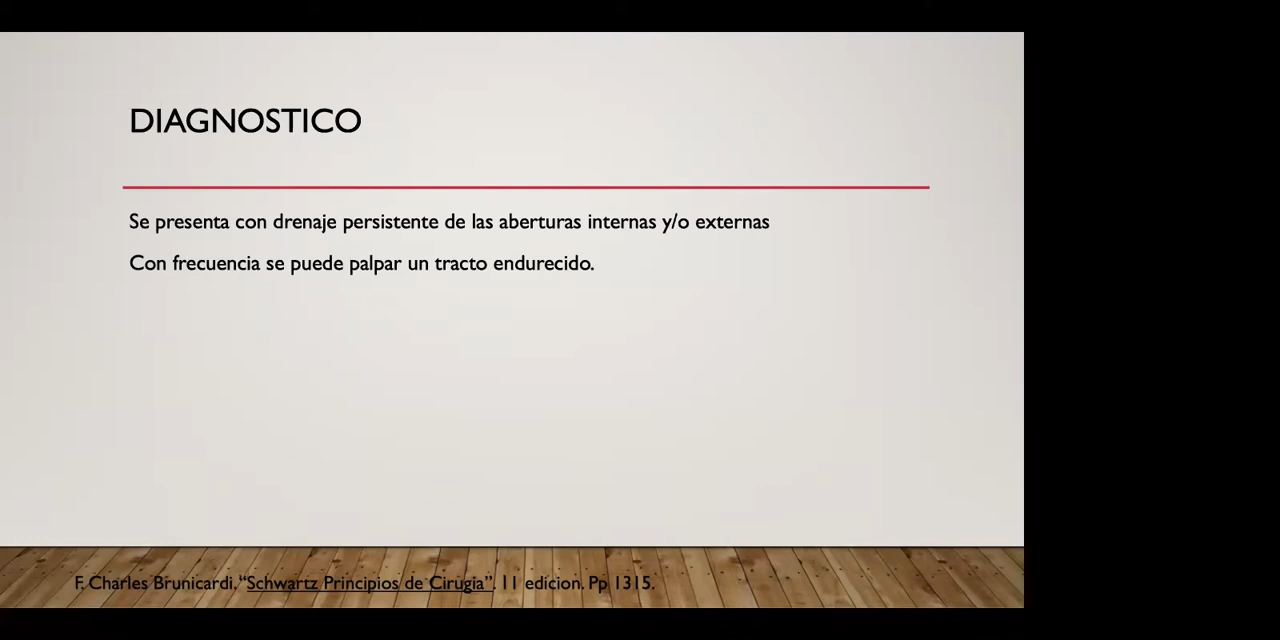 DIAGNOSTICO
Se presenta con drenaje persistente de las aberturas internas y/o externas
Con frecuencia se puede palpar un tracto endurecido.
F. Charles Brunicardi. “Schwartz Principios de Cirugia”. 11 edicion. Pp 1315.